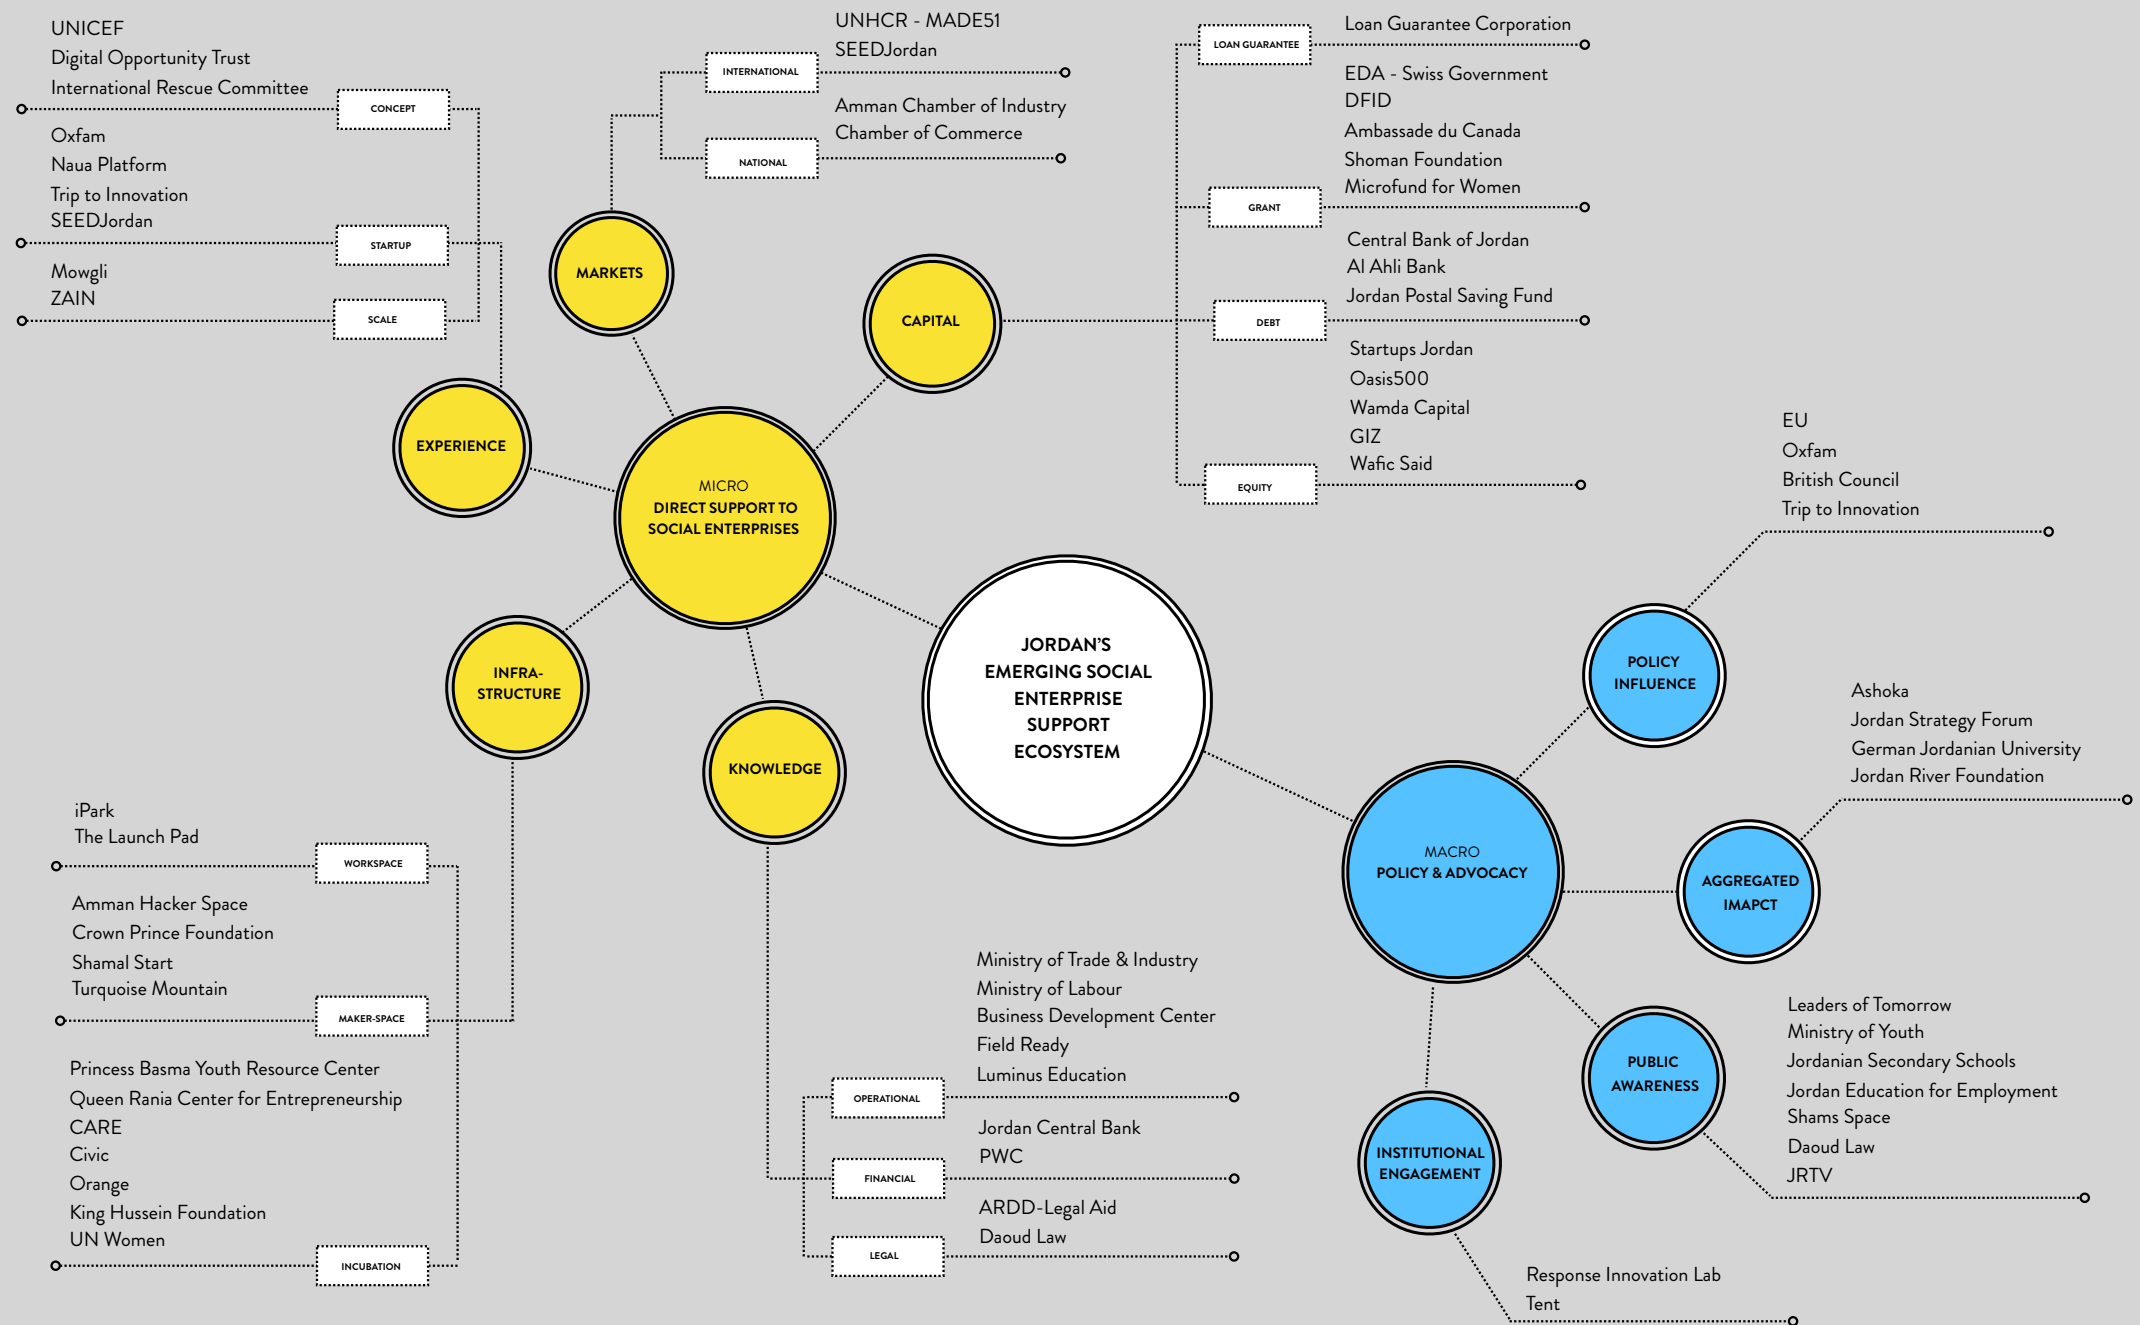 UNICEF
Digital Opportunity Trust
International Rescue Committee
CONCEPT
Oxfam
Naua Platform
Trip to Innovation
SEEDJordan
STARTUP
Mowgli
ZAIN
SCALE
EXPERIENCE
UNHCR - MADE51
SEEDJordan
INTERNATIONAL
Amman Chamber of Industry
Chamber of Commerce
NATIONAL
MARKETS
Loan Guarantee Corporation
LOAN GUARANTEE
EDA - Swiss Government
DFID
Ambassade du Canada
Shoman Foundation
Microfund for Women
GRANT
Central Bank of Jordan
Al Ahli Bank
Jordan Postal Saving Fund
DEBT
Startups Jordan
Oasis500
Wamda Capital
GIZ
Wafic Said
EQUITY
CAPITAL
MICRO
DIRECT SUPPORT TO
SOCIAL ENTERPRISES
INFRA-
STRUCTURE
KNOWLEDGE
JORDAN'S
EMERGING SOCIAL
ENTERPRISE
SUPPORT
ECOSYSTEM
iPark
The Launch Pad
WORKSPACE
Amman Hacker Space
Crown Prince Foundation
Shamal Start
Turquoise Mountain
MAKER-SPACE
Princess Basma Youth Resource Center
Queen Rania Center for Entrepreneurship
CARE
Civic
Orange
King Hussein Foundation
UN Women
INCUBATION
Ministry of Trade & Industry
Ministry of Labour
Business Development Center
Field Ready
Luminus Education
OPERATIONAL
Jordan Central Bank
PWC
FINANCIAL
ARDD-Legal Aid
Daoud Law
LEGAL
MACRO
POLICY & ADVOCACY
EU
Oxfam
British Council
Trip to Innovation
POLICY
INFLUENCE
Ashoka
Jordan Strategy Forum
German Jordanian University
Jordan River Foundation
AGGREGATED
IMAPCT
Leaders of Tomorrow
Ministry of Youth
Jordanian Secondary Schools
Jordan Education for Employment
Shams Space
Daoud Law
JRTV
PUBLIC
AWARENESS
INSTITUTIONAL
ENGAGEMENT
Response Innovation Lab
Tent